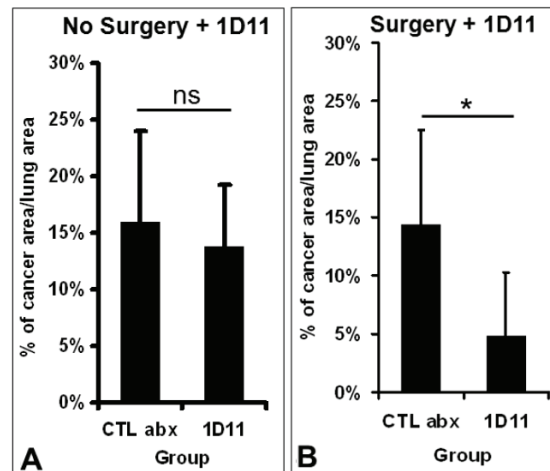 No Surgery + 1D11
% of cancer area/lung area
30%
25%
20%
15%
10%
5%
0%
ns
CTL abx 1D11
Group
A
Surgery + 1D11
% of cancer area/lung area
30%
25%
20%
15%
10%
5%
0%
*
CTL abx 1D11
Group
B